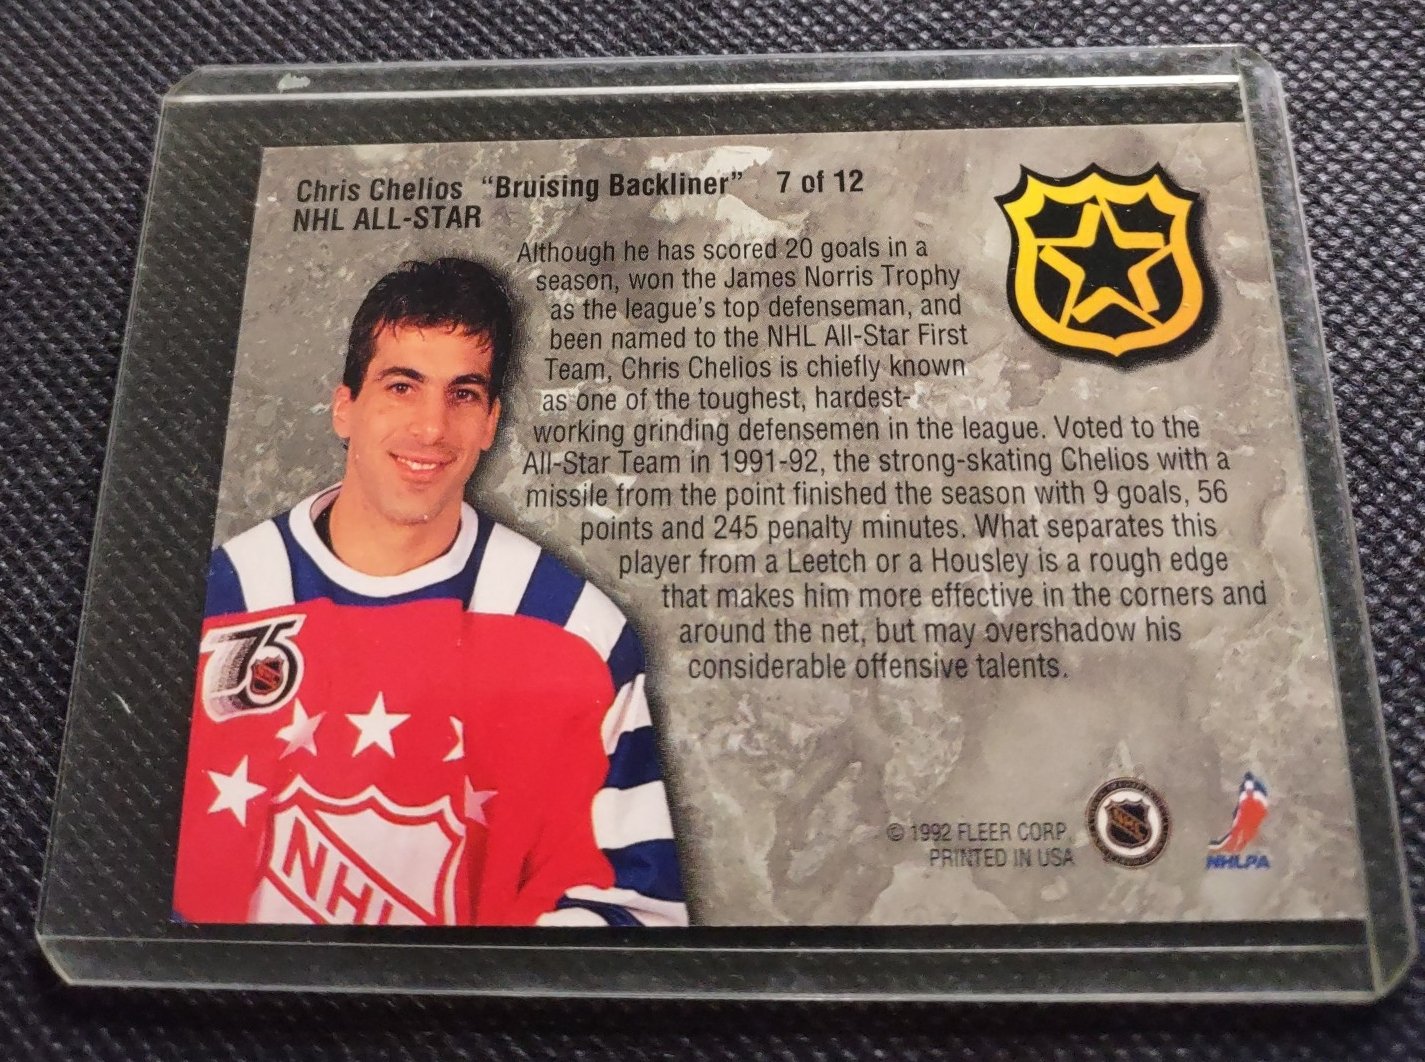 Chris Chelios "Bruising Backliner" 7 of 12
NHL ALL-STAR
Although he has scored 20 goals in a
season, won the James Norris Trophy
as the league's top defenseman, and
been named to the NHL All-Star First
Team, Chris Chelios is chiefly known
as one of the toughest, hardest-
working grinding defensemen in the league. Voted to the
All-Star Team in 1991-92, the strong-skating Chelios with a
missile from the point finished the season with 9 goals, 56
points and 245 penalty minutes. What separates this
player from a Leetch or a Housley is a rough edge
that makes him more effective in the corners and
around the net, but may overshadow his
considerable offensive talents.
75
NHL
NHL
© 1992 FLEER CORP.
PRINTED IN USA
NHL
NHLPA